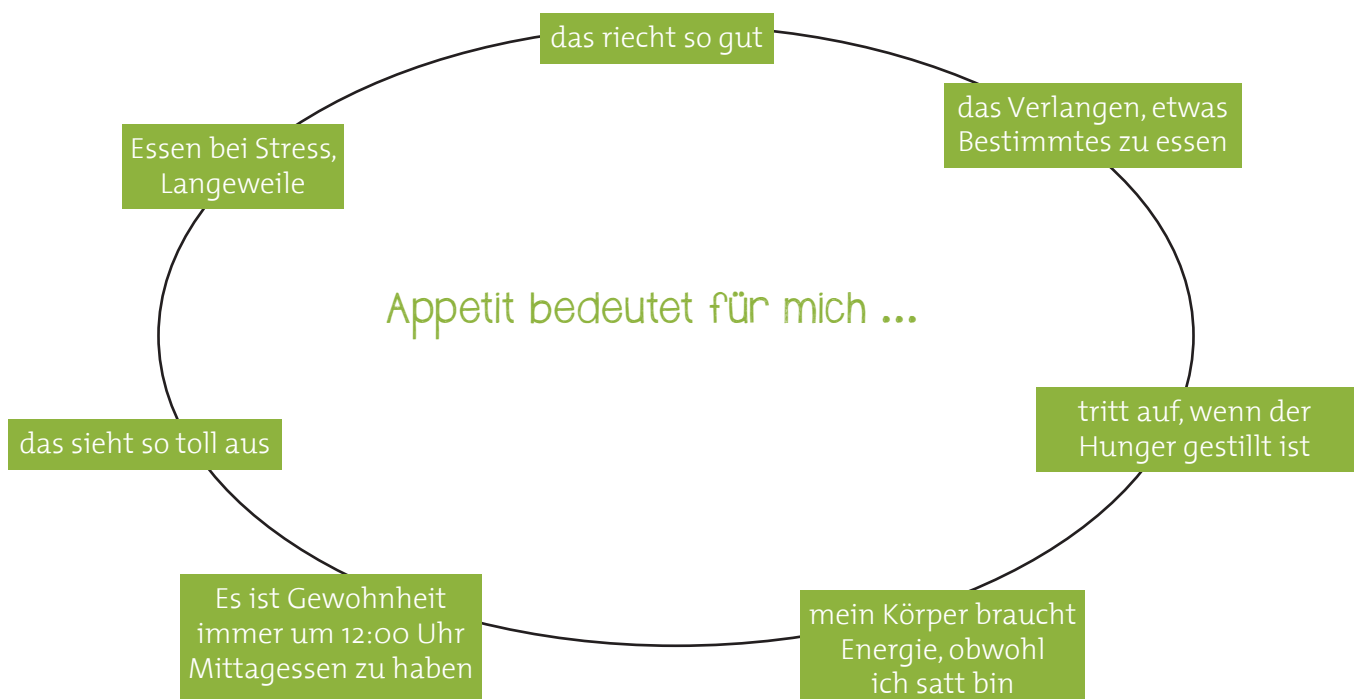 das riecht so gut
das Verlangen, etwas
Bestimmtes zu essen
Essen bei Stress,
Langeweile
Appetit bedeutet für mich ...
tritt auf, wenn der
Hunger gestillt ist
das sieht so toll aus
Es ist Gewohnheit
immer um 12:00 Uhr
Mittagessen zu haben
mein Körper braucht
Energie, obwohl
ich satt bin